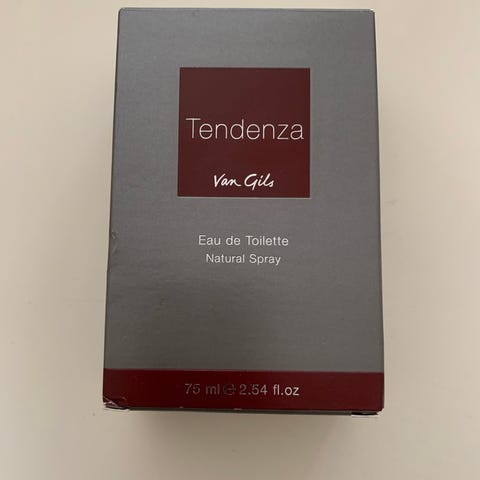 Tendenza
Van Gils
Eau de Toilette
Natural Spray
75 ml ℮ 2.54 fl.oz